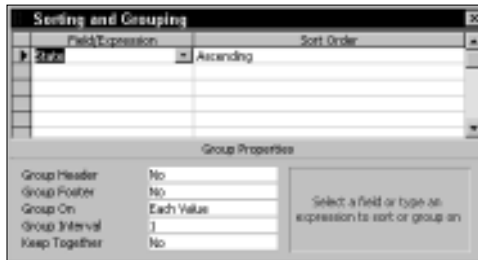 Sorting and Grouping
Field/Expression Sort Order
State Ascending
Group Properties
Group Header No
Group Footer No
Group On Each Value
Group Interval 1
Keep Together No
Select a field or type an
expression to sort or group on